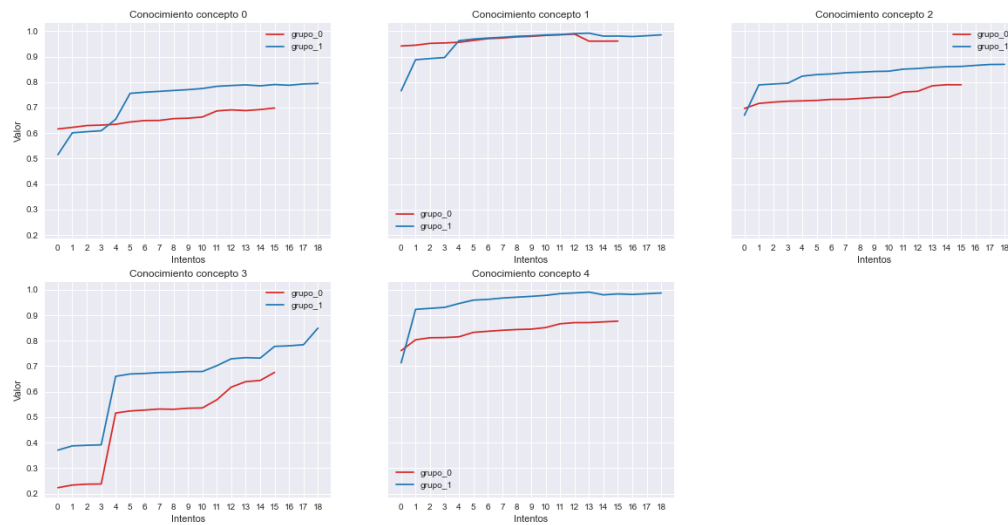 Conocimiento concepto 0
Conocimiento concepto 1
Conocimiento concepto 2
1.0
0.9
0.8
0.7
0.6
0.5
0.4
0.3
0.2
Valor
grupo_0
grupo_1
grupo_0
grupo_1
grupo_0
grupo_1
0 1 2 3 4 5 6 7 8 9 10 11 12 13 14 15 16 17 18
0 1 2 3 4 5 6 7 8 9 10 11 12 13 14 15 16 17 18
0 1 2 3 4 5 6 7 8 9 10 11 12 13 14 15 16 17 18
Intentos
Intentos
Intentos
Conocimiento concepto 3
Conocimiento concepto 4
1.0
0.9
0.8
0.7
0.6
0.5
0.4
0.3
0.2
Valor
grupo_0
grupo_1
grupo_0
grupo_1
0 1 2 3 4 5 6 7 8 9 10 11 12 13 14 15 16 17 18
0 1 2 3 4 5 6 7 8 9 10 11 12 13 14 15 16 17 18
Intentos
Intentos